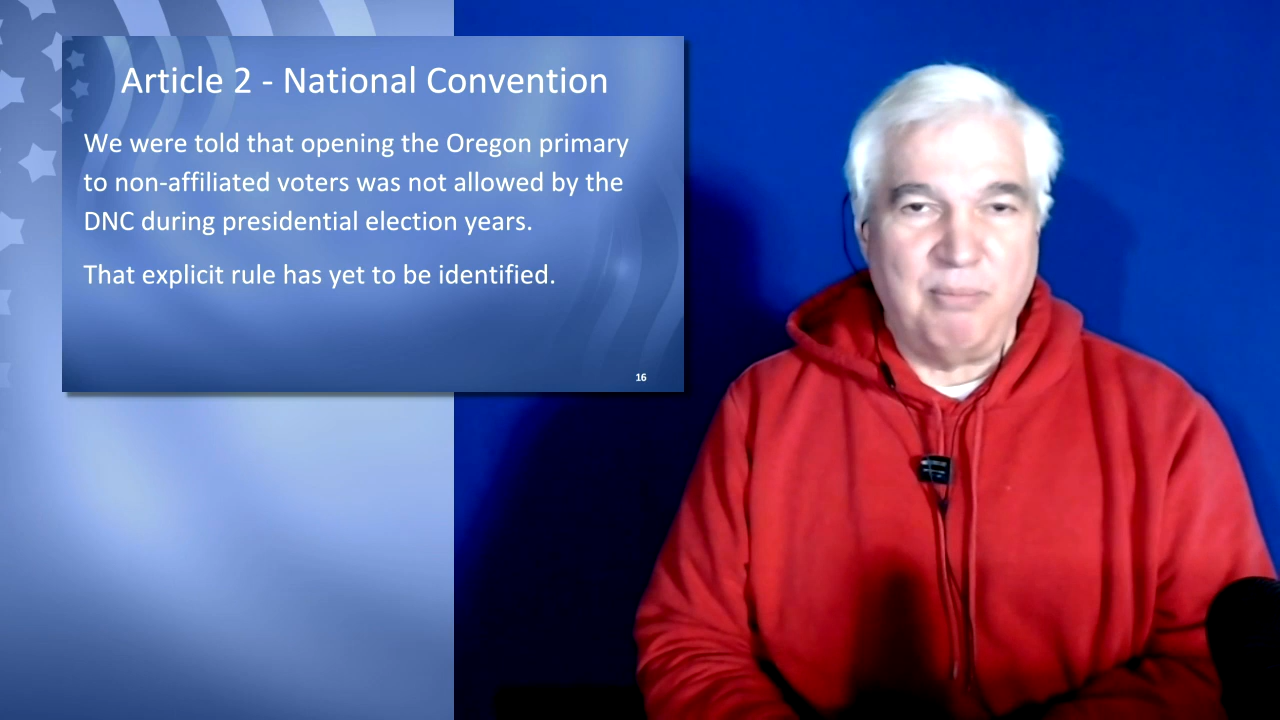 Article 2 - National Convention
We were told that opening the Oregon primary
to non-affiliated voters was not allowed by the
DNC during presidential election years.
That explicit rule has yet to be identified.
16